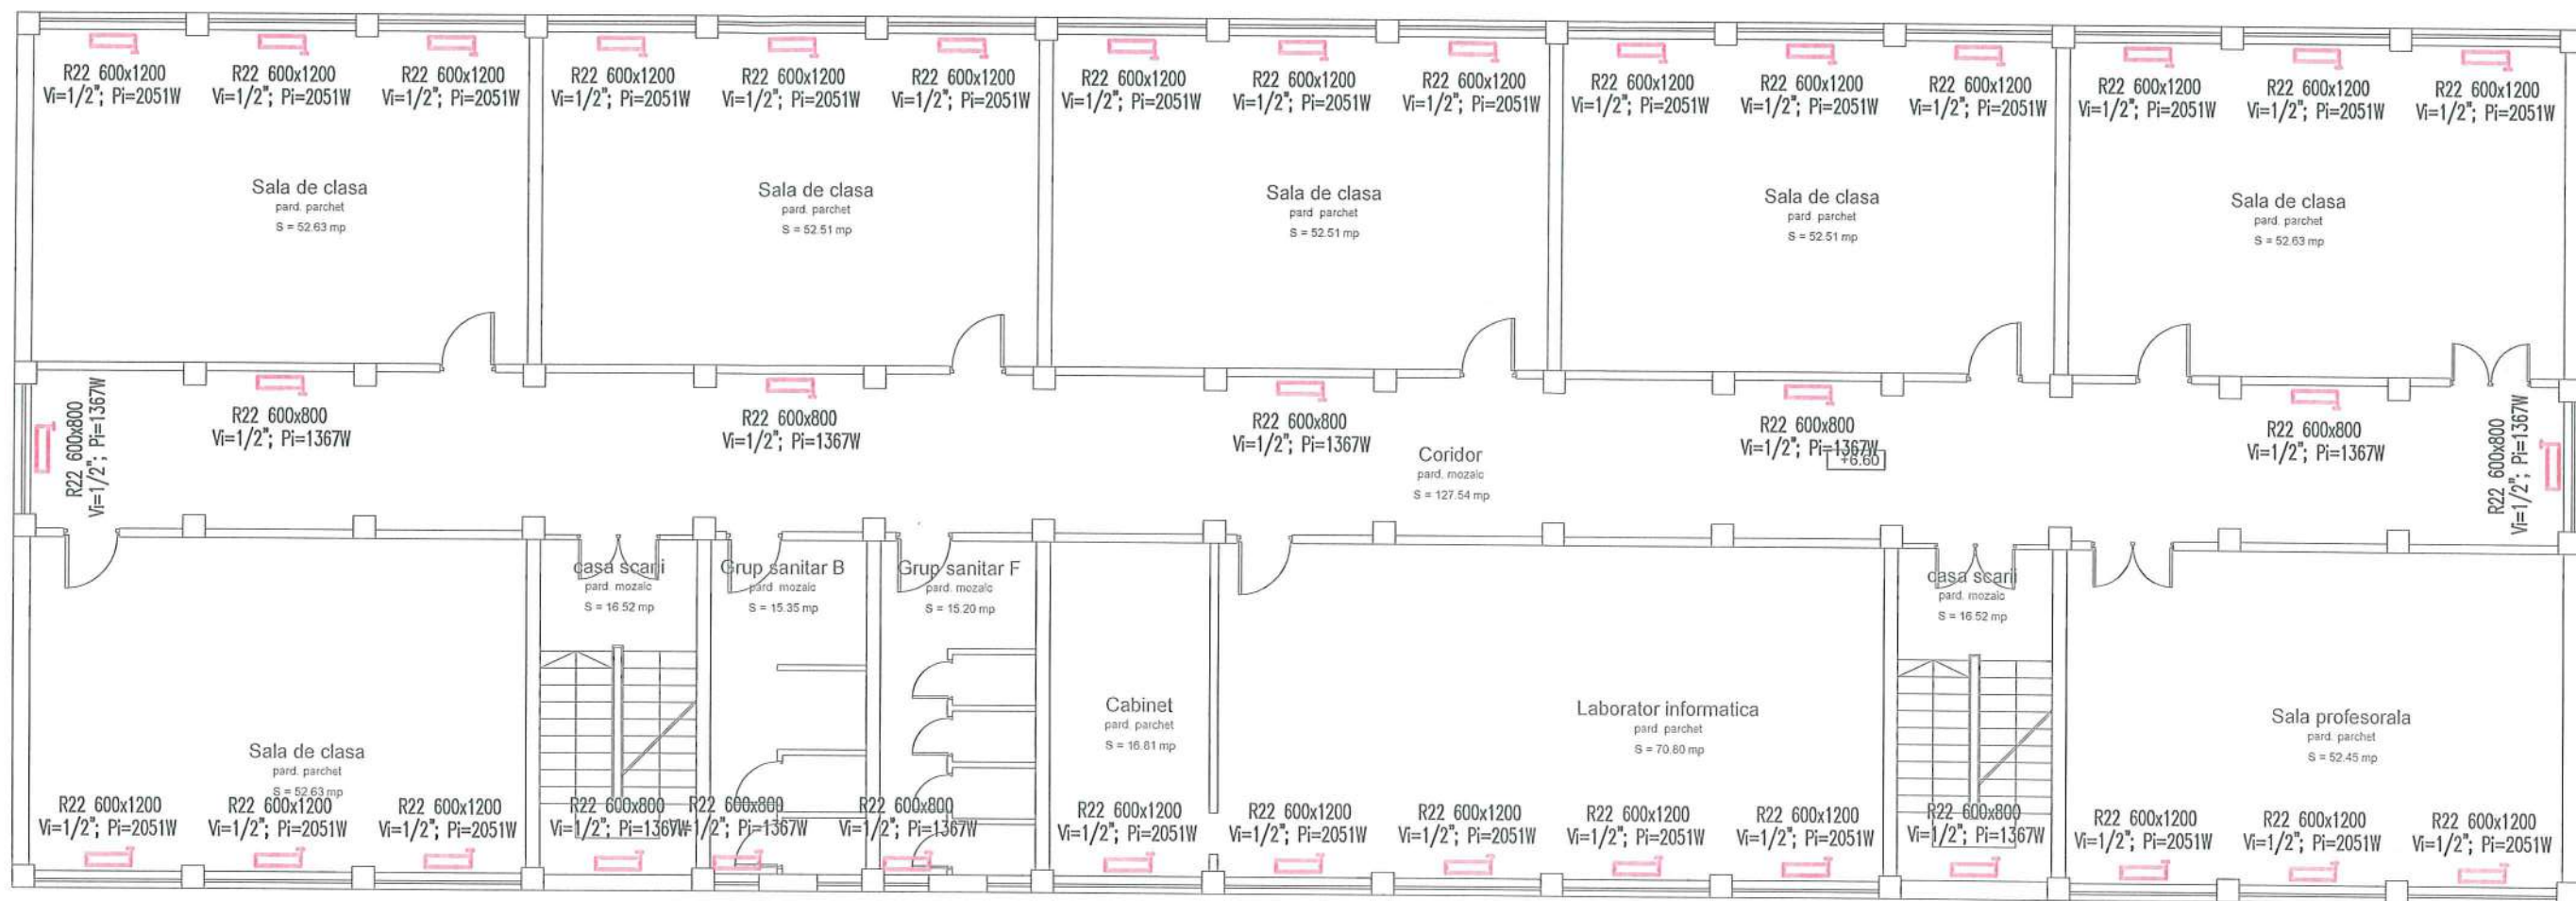 R22 600x1200
Vi=1/2"; Pi=2051W
R22 600x1200
Vi=1/2"; Pi=2051W
R22 600x1200
Vi=1/2"; Pi=2051W
R22 600x1200
Vi=1/2"; Pi=2051W
R22 600x1200
Vi=1/2"; Pi=2051W
R22 600x1200
Vi=1/2"; Pi=2051W
R22 600x1200
Vi=1/2"; Pi=2051W
R22 600x1200
Vi=1/2"; Pi=2051W
R22 600x1200
Vi=1/2"; Pi=2051W
R22 600x1200
Vi=1/2"; Pi=2051W
R22 600x1200
Vi=1/2"; Pi=2051W
R22 600x1200
Vi=1/2"; Pi=2051W
R22 600x1200
Vi=1/2"; Pi=2051W
R22 600x1200
Vi=1/2"; Pi=2051W
R22 600x1200
Vi=1/2"; Pi=2051W
Sala de clasa
pard. parchet
S = 52.63 mp
Sala de clasa
pard. parchet
S = 52.51 mp
Sala de clasa
pard parchet
S = 52.51 mp
Sala de clasa
pard. parchet
S = 52.51 mp
Sala de clasa
pard. parchet
S = 52.63 mp
R22 600x800
Vi=1/2"; Pi=1367W
R22 600x800
Vi=1/2"; Pi=1367W
R22 600x800
Vi=1/2"; Pi=1367W
R22 600x800
Vi=1/2"; Pi=1367W
Coridor
pard. mozaic
S = 127.54 mp
R22 600x800
Vi=1/2"; Pi=1367W
+6.60
R22 600x800
Vi=1/2"; Pi=1367W
R22 600x800
Vi=1/2"; Pi=1367W
casa scarii
pard. mozaic
S = 16.52 mp
Grup sanitar B
pard. mozaic
S = 15.35 mp
Grup sanitar F
pard. mozaic
S = 15.20 mp
casa scarii
pard. mozaic
S = 16.52 mp
Sala de clasa
pard. parchet
S = 52.63 mp
Cabinet
pard. parchet
S = 16.81 mp
Laborator informatica
pard. parchet
S = 70.80 mp
Sala profesorala
pard. parchet
S = 52.45 mp
R22 600x1200
Vi=1/2"; Pi=2051W
R22 600x1200
Vi=1/2"; Pi=2051W
R22 600x1200
Vi=1/2"; Pi=2051W
R22 600x800
Vi=1/2"; Pi=1367W
R22 600x800
Vi=1/2"; Pi=1367W
R22 600x800
Vi=1/2"; Pi=1367W
R22 600x1200
Vi=1/2"; Pi=2051W
R22 600x1200
Vi=1/2"; Pi=2051W
R22 600x1200
Vi=1/2"; Pi=2051W
R22 600x1200
Vi=1/2"; Pi=2051W
R22 600x1200
Vi=1/2"; Pi=2051W
R22 600x800
Vi=1/2"; Pi=1367W
R22 600x1200
Vi=1/2"; Pi=2051W
R22 600x1200
Vi=1/2"; Pi=2051W
R22 600x1200
Vi=1/2"; Pi=2051W